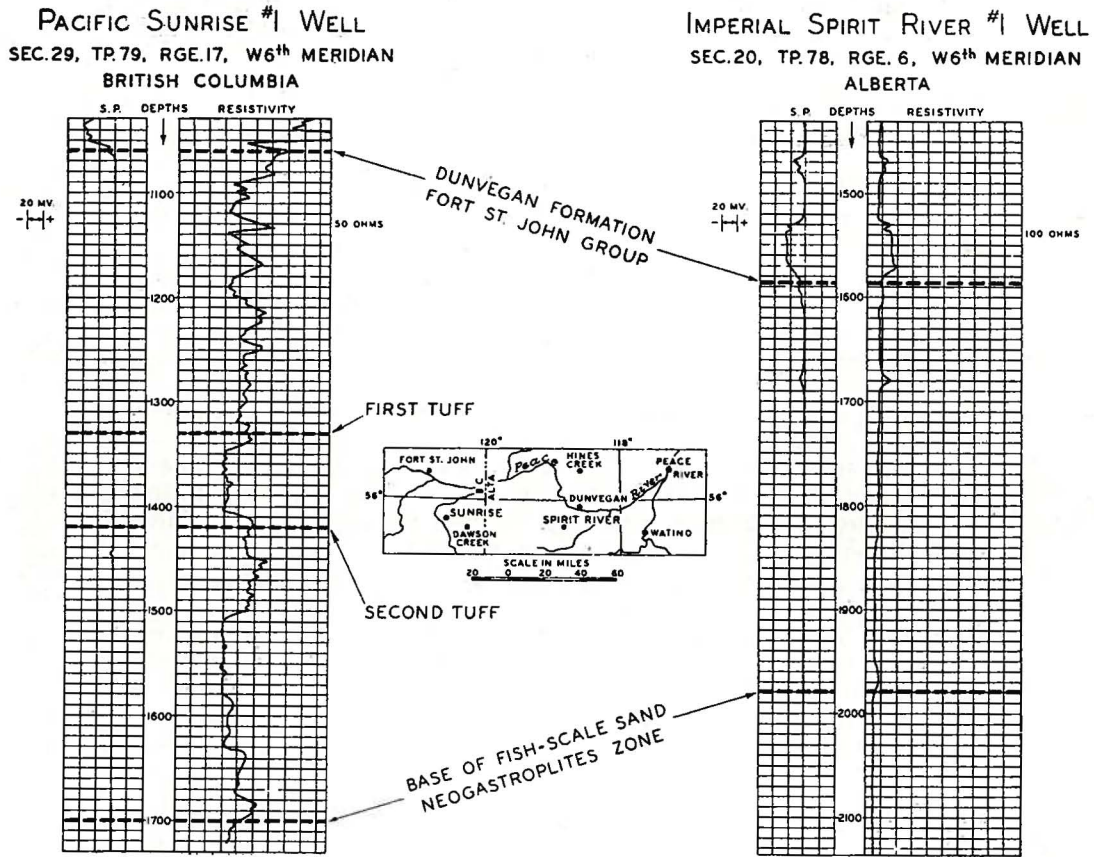 PACIFIC SUNRISE #1 WELL
SEC.29, TP.79, RGE.17, W6th MERIDIAN
BRITISH COLUMBIA
S.P. DEPTHS RESISTIVITY
1100
20 MV.
- +
50 OHMS
1200
1300
1400
1500
1600
1700
IMPERIAL SPIRIT RIVER #1 WELL
SEC.20, TP.78, RGE.6, W6th MERIDIAN
ALBERTA
S.P. DEPTHS RESISTIVITY
1500
20 MV.
- +
100 OHMS
1600
1700
1800
1900
2000
2100
DUNVEGAN FORMATION
FORT ST. JOHN GROUP
FIRST TUFF
SECOND TUFF
BASE OF FISH-SCALE SAND
NEOGASTROPLITES ZONE
120° 118°
FORT ST. JOHN
Peace River
HINES
CREEK
PEACE
RIVER
B C
ALTA
56° 56°
DUNVEGAN
SUNRISE
SPIRIT RIVER
DAWSON
CREEK
WATINO
SCALE IN MILES
20 0 20 40 60